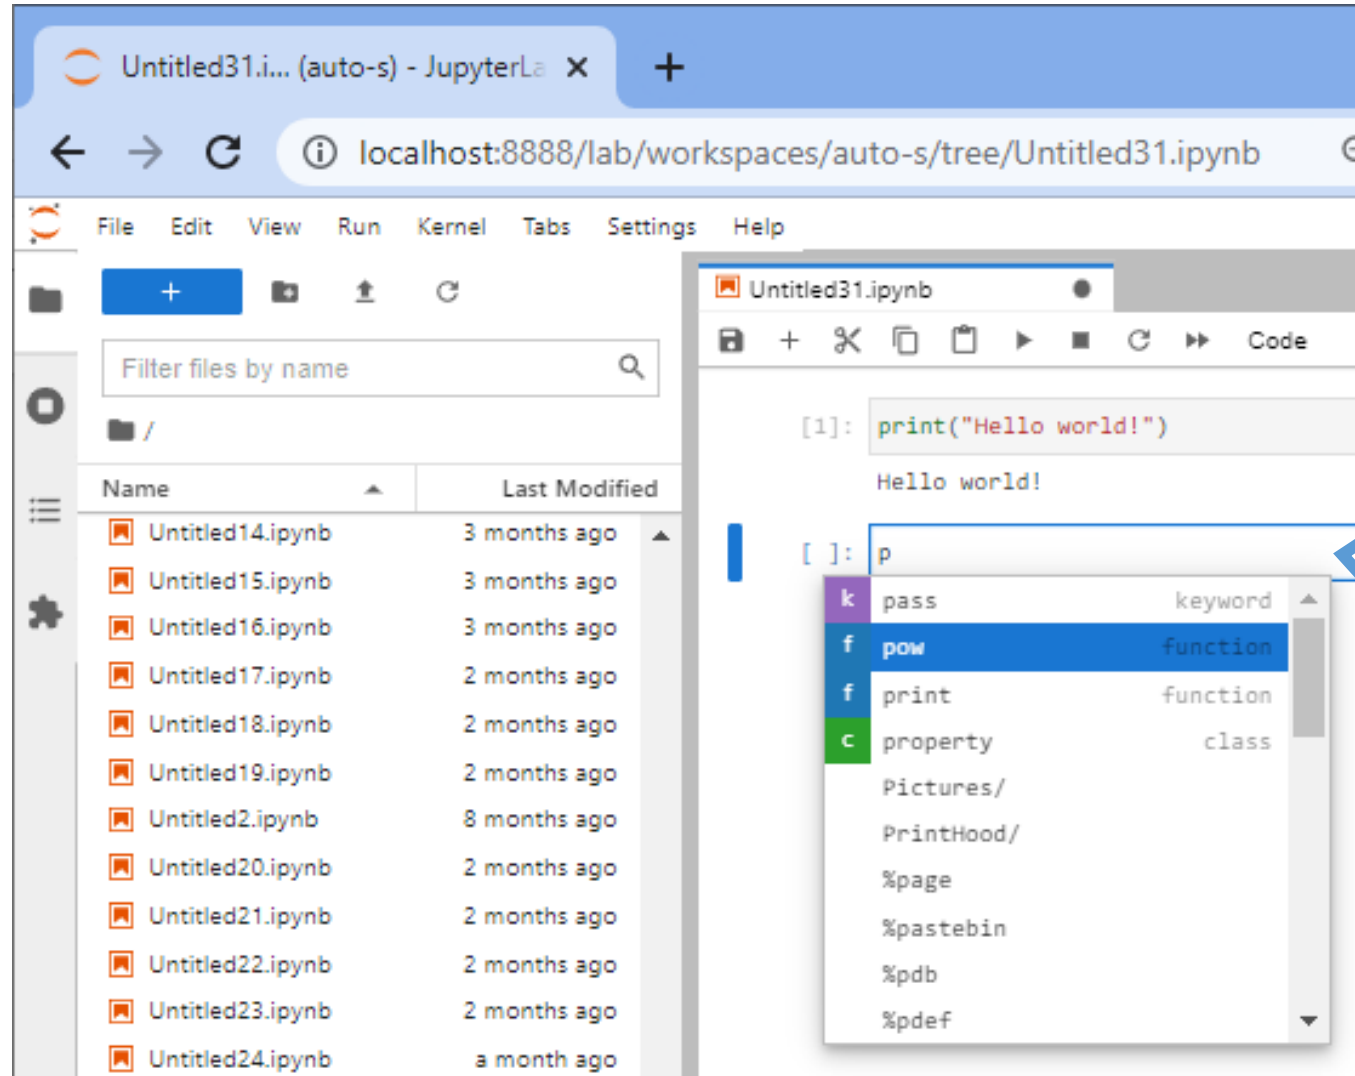 Untitled31.i... (auto-s) - JupyterLa
localhost:8888/lab/workspaces/auto-s/tree/Untitled31.ipynb
File Edit View Run Kernel Tabs Settings Help
Untitled31.ipynb
Code
Filter files by name
/
Name Last Modified
Untitled14.ipynb 3 months ago
Untitled15.ipynb 3 months ago
Untitled16.ipynb 3 months ago
Untitled17.ipynb 2 months ago
Untitled18.ipynb 2 months ago
Untitled19.ipynb 2 months ago
Untitled2.ipynb 8 months ago
Untitled20.ipynb 2 months ago
Untitled21.ipynb 2 months ago
Untitled22.ipynb 2 months ago
Untitled23.ipynb 2 months ago
Untitled24.ipynb a month ago
[1]: print("Hello world!")
Hello world!
[ ]: p
k pass keyword
f pow function
f print function
c property class
Pictures/
PrintHood/
%page
%pastebin
%pdb
%pdef